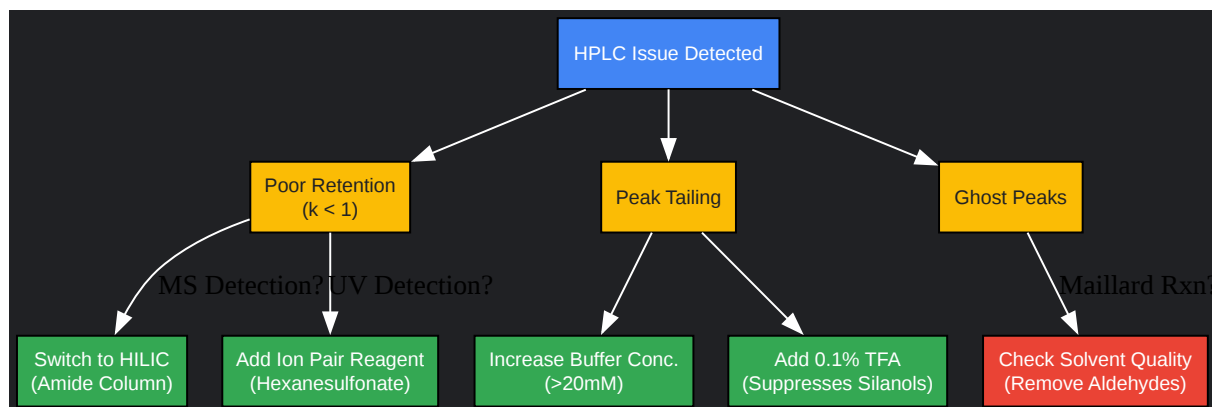 HPLC Issue Detected
Poor Retention
(k < 1)
Peak Tailing
Ghost Peaks
MS Detection?
UV Detection?
Maillard Rxn?
Switch to HILIC
(Amide Column)
Add Ion Pair Reagent
(Hexanesulfonate)
Increase Buffer Conc.
(>20mM)
Add 0.1% TFA
(Suppresses Silanols)
Check Solvent Quality
(Remove Aldehydes)